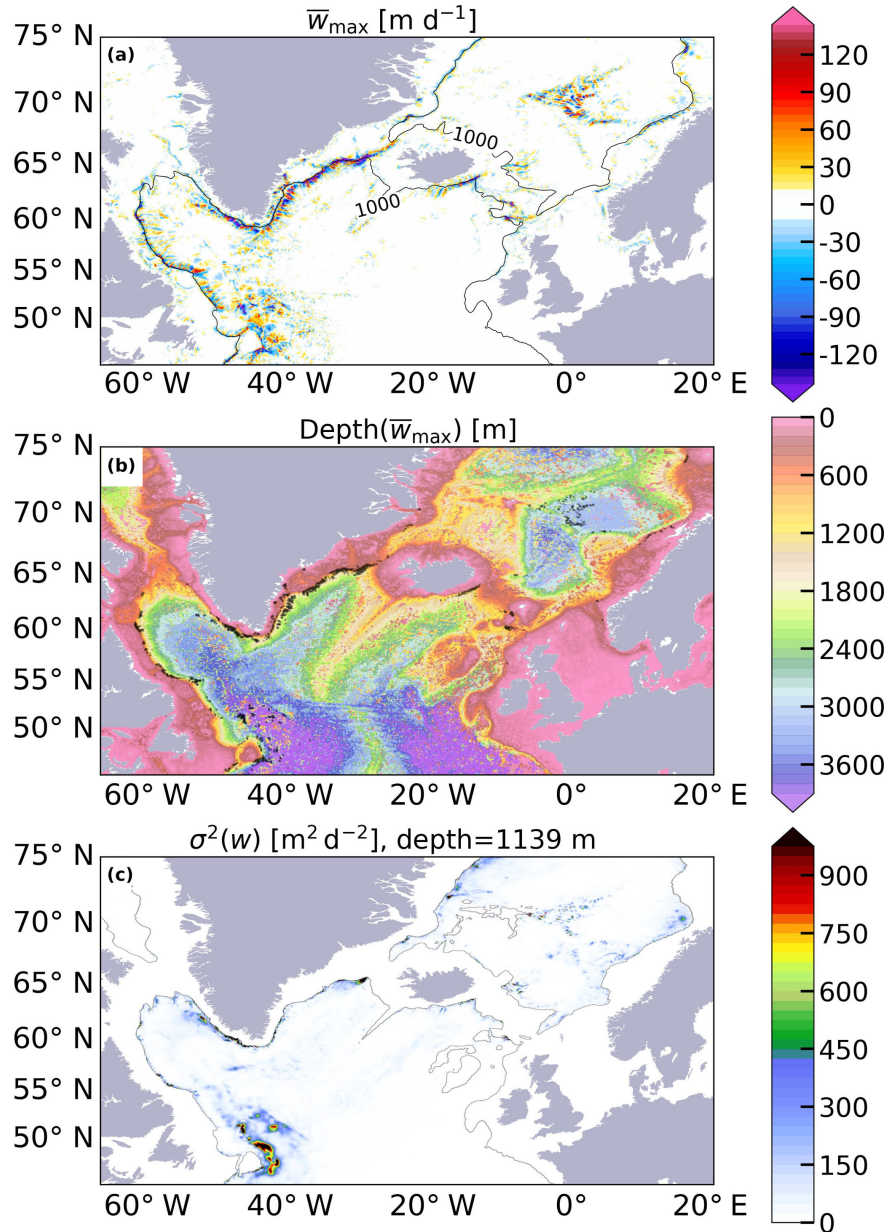 w̅max [m d⁻¹]
(a)
75° N
70° N
65° N
60° N
55° N
50° N
1000
1000
60° W
40° W
20° W
0°
20° E
120
90
60
30
0
-30
-60
-90
-120
Depth(w̅max) [m]
(b)
75° N
70° N
65° N
60° N
55° N
50° N
60° W
40° W
20° W
0°
20° E
0
600
1200
1800
2400
3000
3600
σ²(w) [m² d⁻²], depth=1139 m
(c)
75° N
70° N
65° N
60° N
55° N
50° N
60° W
40° W
20° W
0°
20° E
900
750
600
450
300
150
0